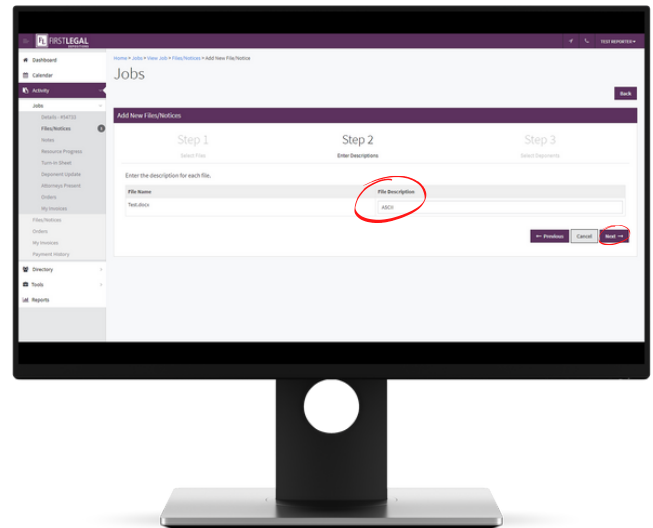 FL FIRSTLEGAL
DEPOSITIONS
TEST REPORTER
Home > Jobs > View Job > Files/Notices > Add New File/Notice
Jobs
Back
Dashboard
Calendar
Activity
Jobs
Files/Notices
Notes
Resource Progress
Turn-In Sheet
Deponent Update
Attorneys Present
Orders
My Invoices
Files/Notices
Orders
My Invoices
Payment History
Directory
Tools
Reports
Add New Files/Notices
Step 1
Select Files
Step 2
Enter Descriptions
Step 3
Select Deponents
Enter the description for each file.
File Name File Description
Test.docx ASCII
← Previous Cancel Next →